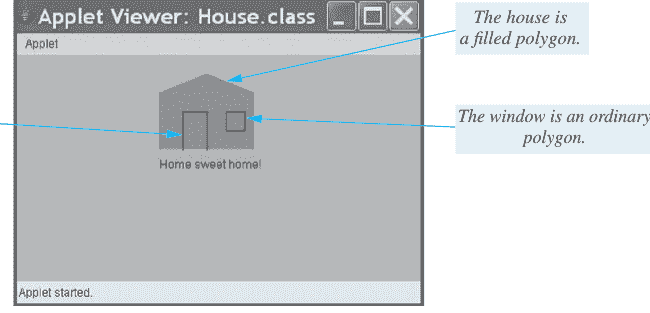 Applet Viewer: House.class
Applet
The house is
a filled polygon.
The window is an ordinary
polygon.
Home sweet home!
Applet started.